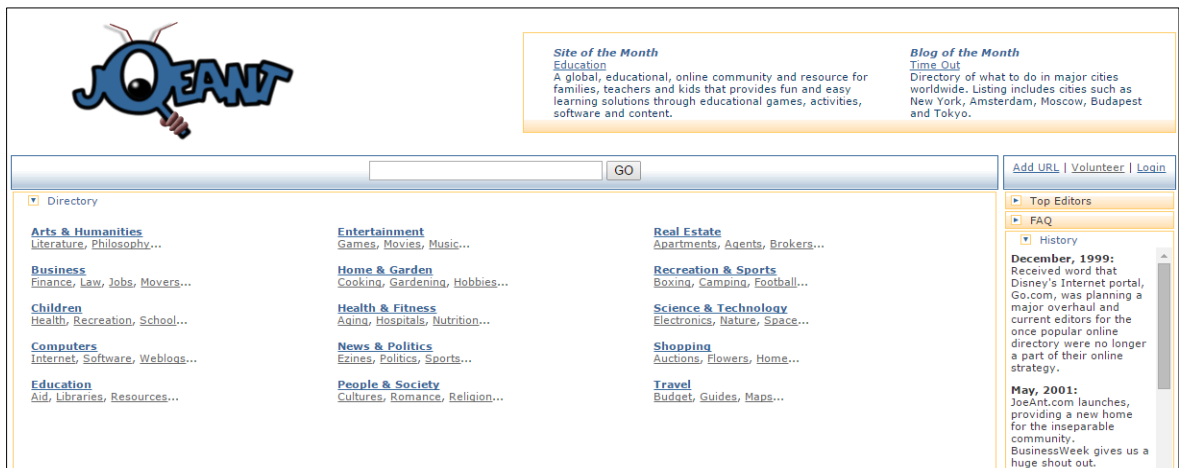 JOEANT
Site of the Month
Education
A global, educational, online community and resource for
families, teachers and kids that provides fun and easy
learning solutions through educational games, activities,
software and content.
Blog of the Month
Time Out
Directory of what to do in major cities
worldwide. Listing includes cities such as
New York, Amsterdam, Moscow, Budapest
and Tokyo.
GO
Add URL | Volunteer | Login
Directory
Arts & Humanities
Literature, Philosophy...
Business
Finance, Law, Jobs, Movers...
Children
Health, Recreation, School...
Computers
Internet, Software, Weblogs...
Education
Aid, Libraries, Resources...
Entertainment
Games, Movies, Music...
Home & Garden
Cooking, Gardening, Hobbies...
Health & Fitness
Aging, Hospitals, Nutrition...
News & Politics
Ezines, Politics, Sports...
People & Society
Cultures, Romance, Religion...
Real Estate
Apartments, Agents, Brokers...
Recreation & Sports
Boxing, Camping, Football...
Science & Technology
Electronics, Nature, Space...
Shopping
Auctions, Flowers, Home...
Travel
Budget, Guides, Maps...
Top Editors
FAQ
History
December, 1999:
Received word that
Disney's Internet portal,
Go.com, was planning a
major overhaul and
current editors for the
once popular online
directory were no longer
a part of their online
strategy.
May, 2001:
JoeAnt.com launches,
providing a new home
for the inseparable
community.
BusinessWeek gives us a
huge shout out.